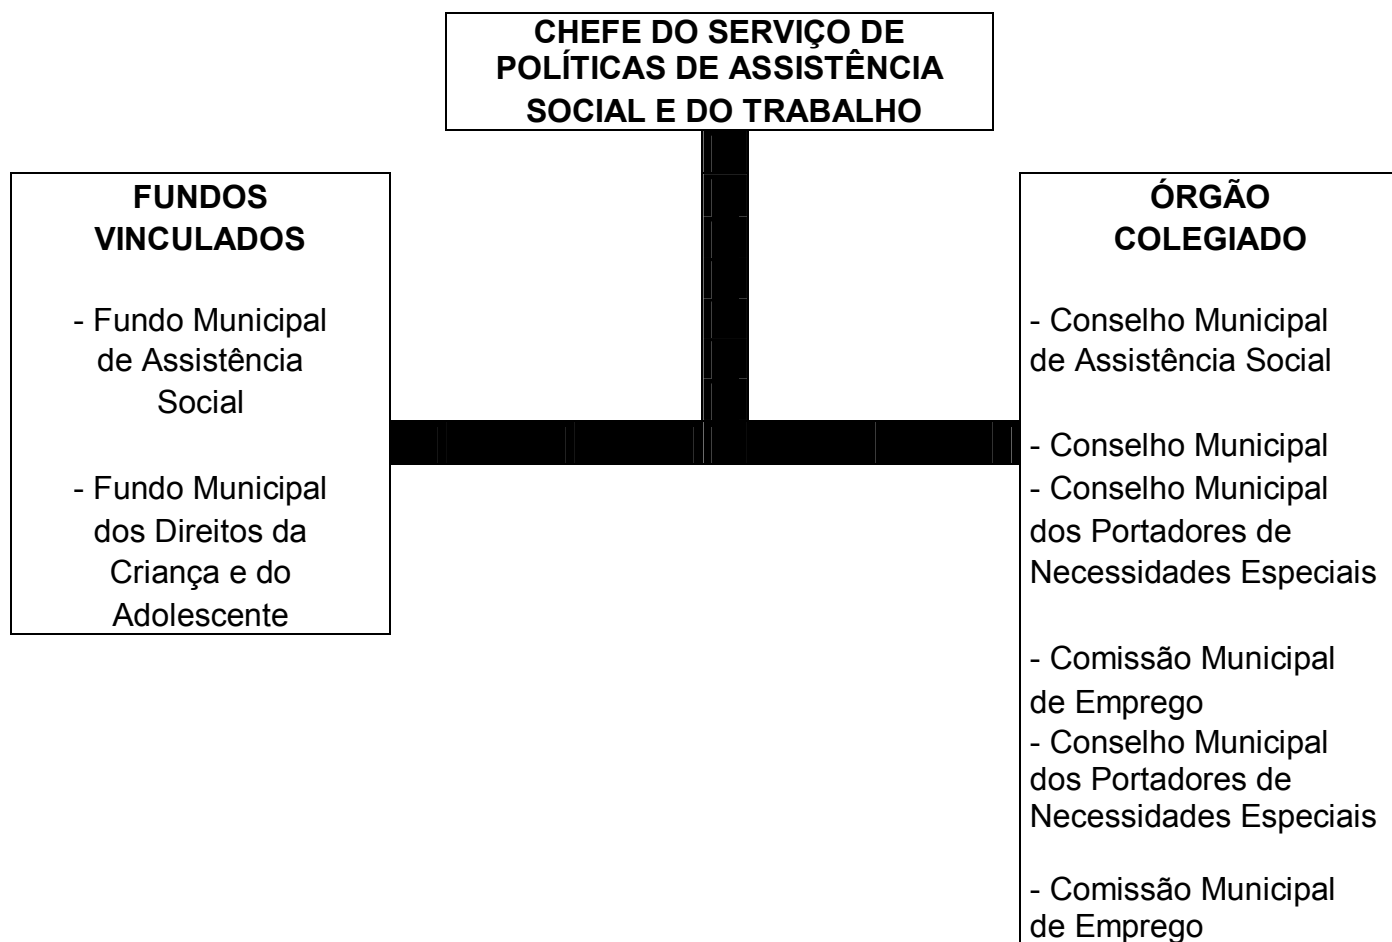 CHEFE DO SERVIÇO DE
POLÍTICAS DE ASSISTÊNCIA
SOCIAL E DO TRABALHO
FUNDOS
VINCULADOS
- Fundo Municipal
de Assistência
Social
- Fundo Municipal
dos Direitos da
Criança e do
Adolescente
ÓRGÃO
COLEGIADO
- Conselho Municipal
de Assistência Social
- Conselho Municipal
- Conselho Municipal
dos Portadores de
Necessidades Especiais
- Comissão Municipal
de Emprego
- Conselho Municipal
dos Portadores de
Necessidades Especiais
- Comissão Municipal
de Emprego